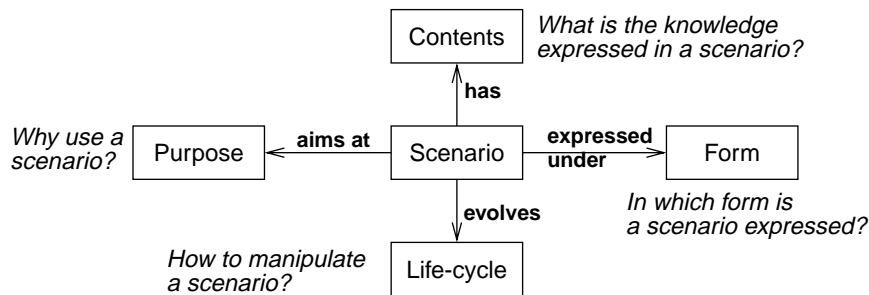 Contents
What is the knowledge
expressed in a scenario?
has
Why use a
scenario?
Purpose
aims at
Scenario
expressed
under
Form
In which form is
a scenario expressed?
evolves
How to manipulate
a scenario?
Life-cycle